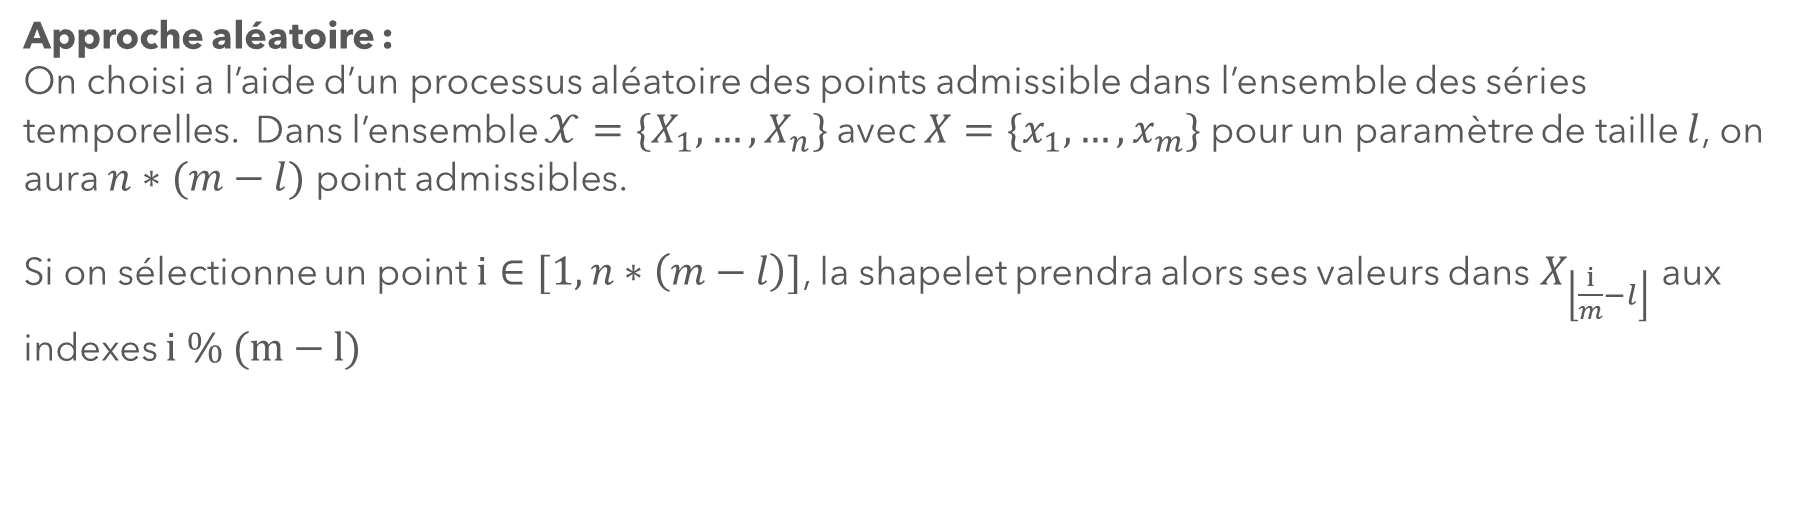 Approche aléatoire :
On choisi a l’aide d’un processus aléatoire des points admissible dans l’ensemble des séries
temporelles. Dans l’ensemble 𝒳 = {X₁, … , Xₙ} avec X = {x₁, … , xₘ} pour un paramètre de taille l, on
aura n ∗ (m − l) point admissibles.
Si on sélectionne un point i ∈ [1, n ∗ (m − l)], la shapelet prendra alors ses valeurs dans X_⌊i/m − l⌋ aux
indexes i % (m − l)